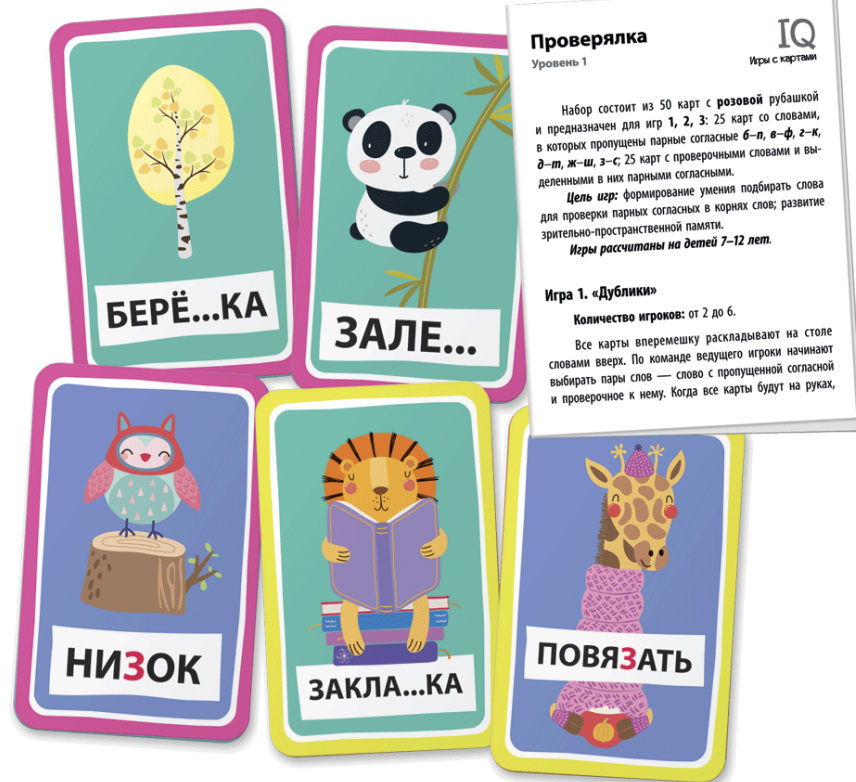 БЕРЁ...КА
ЗАЛЕ...
Проверялка
Уровень 1
IQ
Игры с картами
Набор состоит из 50 карт с розовой рубашкой
и предназначен для игр 1, 2, 3: 25 карт со словами,
в которых пропущены парные согласные б–п, в–ф, г–к,
д–т, ж–ш, з–с; 25 карт с проверочными словами и вы-
деленными в них парными согласными.
Цель игр: формирование умения подбирать слова
для проверки парных согласных в корнях слов; развитие
зрительно-пространственной памяти.
Игры рассчитаны на детей 7–12 лет.
Игра 1. «Дублики»
Количество игроков: от 2 до 6.
Все карты вперемешку раскладывают на столе
словами вверх. По команде ведущего игроки начинают
выбирать пары слов — слово с пропущенной согласной
и проверочное к нему. Когда все карты будут на руках,
НИЗОК
ЗАКЛА...КА
ПОВЯЗАТЬ